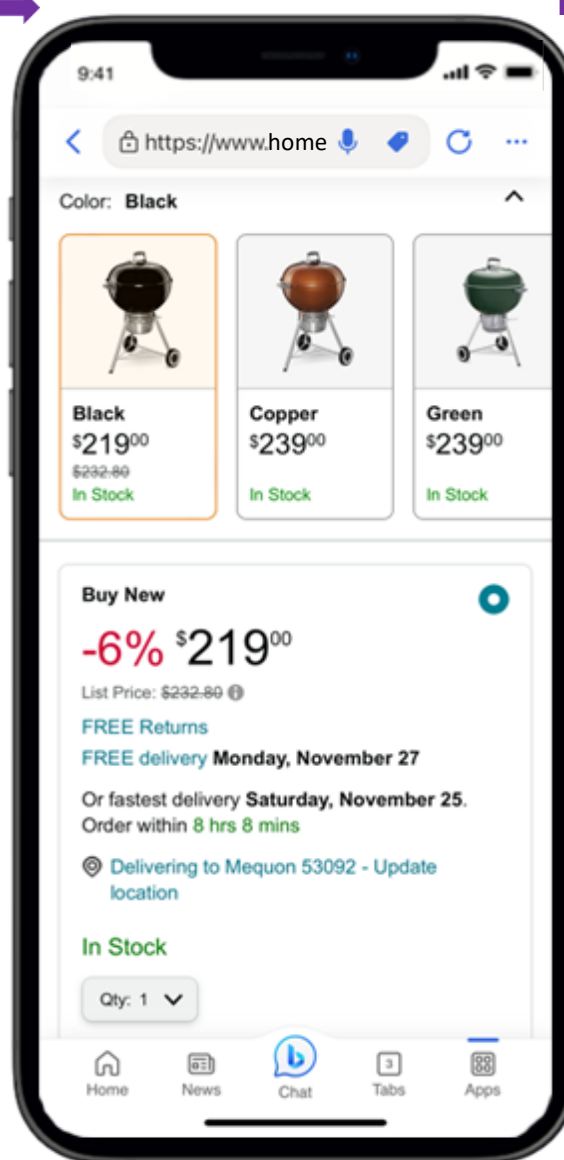 9:41
https://www.home
Color: Black
Black
$21900
$232.80
In Stock
Copper
$23900
In Stock
Green
$23900
In Stock
Buy New
-6% $21900
List Price: $232.80
FREE Returns
FREE delivery Monday, November 27
Or fastest delivery Saturday, November 25.
Order within 8 hrs 8 mins
Delivering to Mequon 53092 - Update
location
In Stock
Qty: 1
Home
News
Chat
3
Tabs
Apps